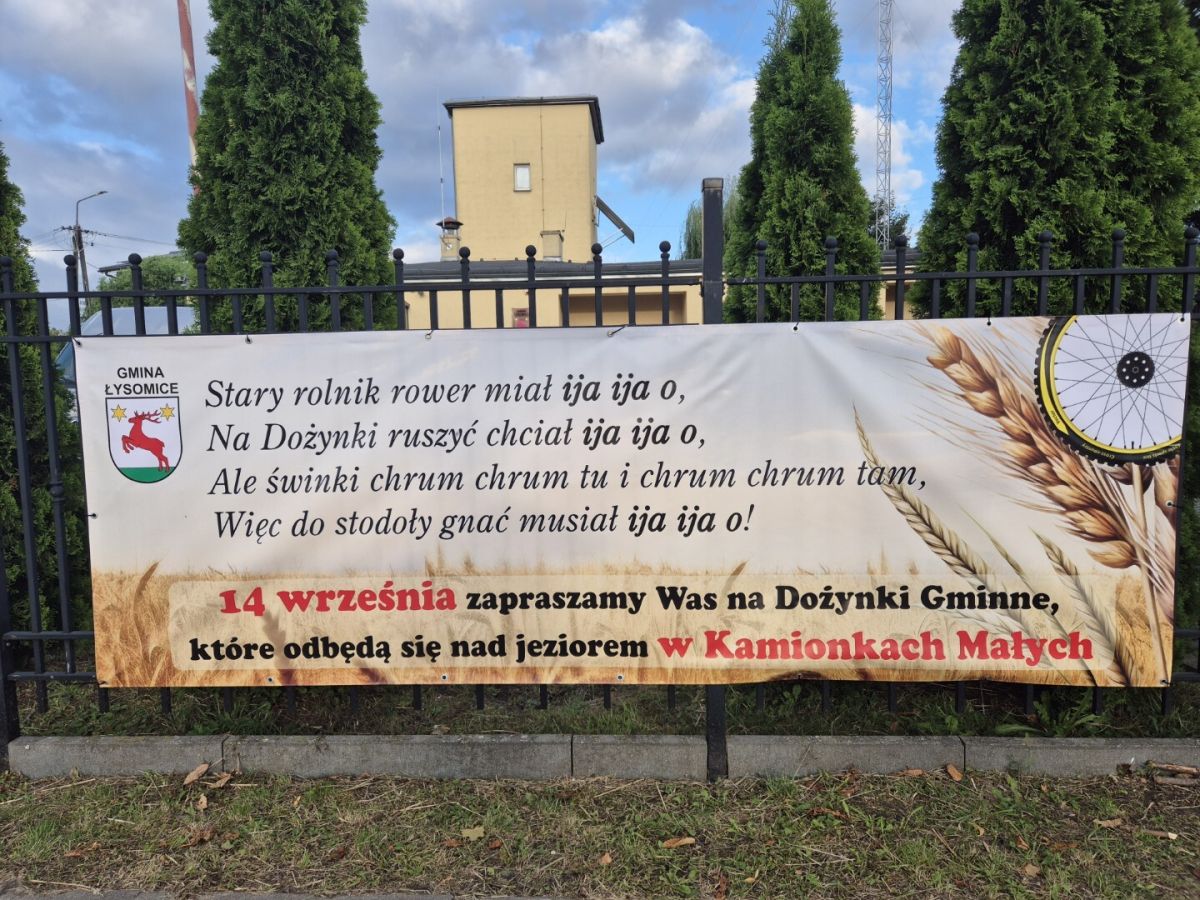 GMINA
ŁYSOMICE
Stary rolnik rower miał ija ija o,
Na Dożynki ruszyć chciał ija ija o,
Ale świnki chrum chrum tu i chrum chrum tam,
Więc do stodoły gnać musiał ija ija o!
14 września zapraszamy Was na Dożynki Gminne,
które odbędą się nad jeziorem w Kamionkach Małych